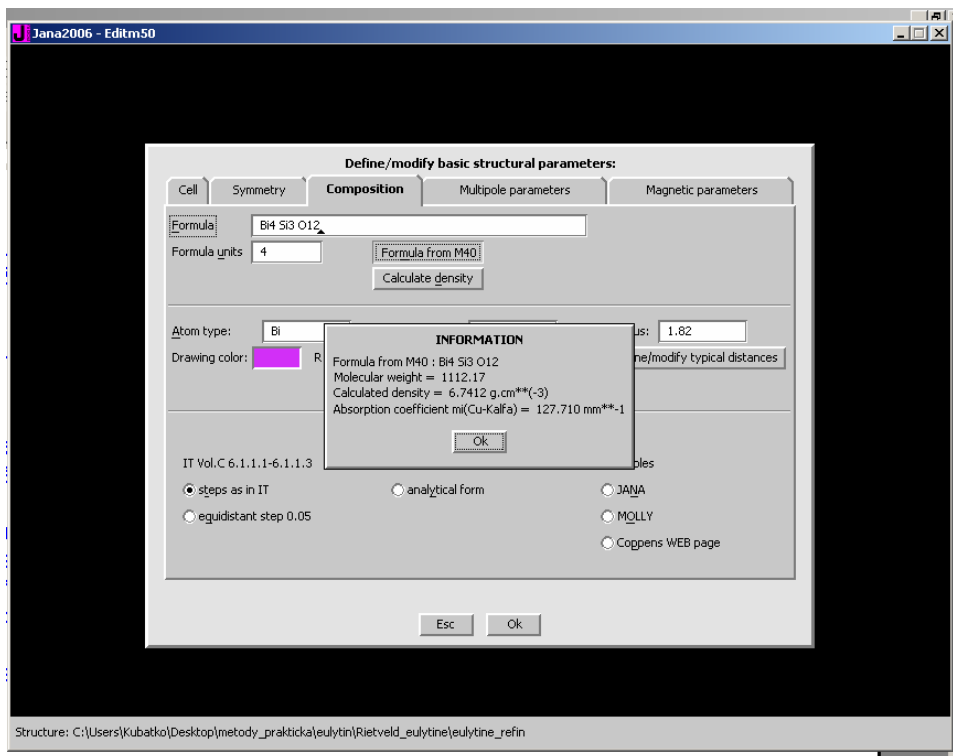 Jana2006 - Editm50
Define/modify basic structural parameters:
Cell Symmetry Composition Multipole parameters Magnetic parameters
Formula Bi4 Si3 O12
Formula units 4 Formula from M40
Calculate density
Atom type: Bi us: 1.82
Drawing color: R ne/modify typical distances
INFORMATION
Formula from M40 : Bi4 Si3 O12
Molecular weight = 1112.17
Calculated density = 6.7412 g.cm**(-3)
Absorption coefficient mi(Cu-Kalfa) = 127.710 mm**-1
Ok
IT Vol.C 6.1.1.1-6.1.1.3 bles
steps as in IT analytical form JANA
equidistant step 0.05 MOLLY
Coppens WEB page
Esc Ok
Structure: C:\Users\Kubatko\Desktop\metody_prakticka\eulytin\Rietveld_eulytine\eulytine_refin